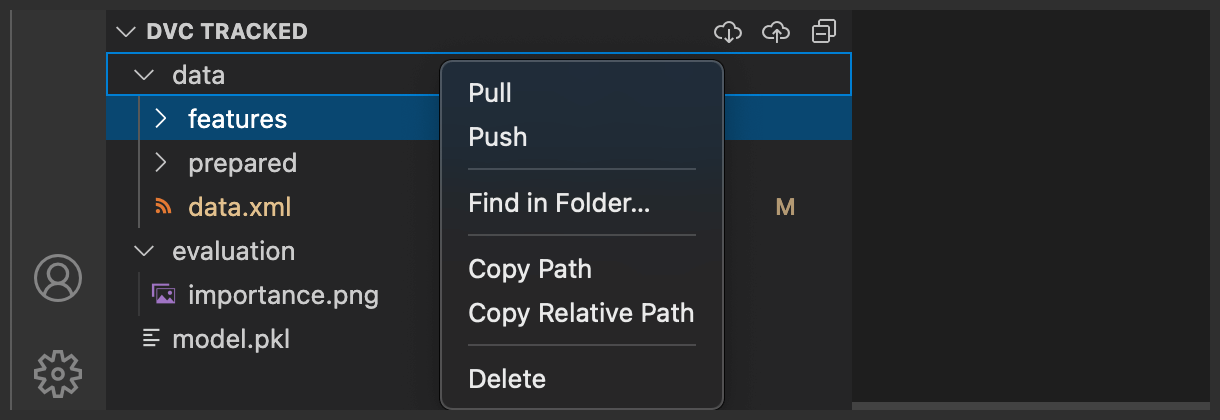 DVC TRACKED
data
features
prepared
data.xml M
evaluation
importance.png
model.pkl
Pull
Push
Find in Folder...
Copy Path
Copy Relative Path
Delete